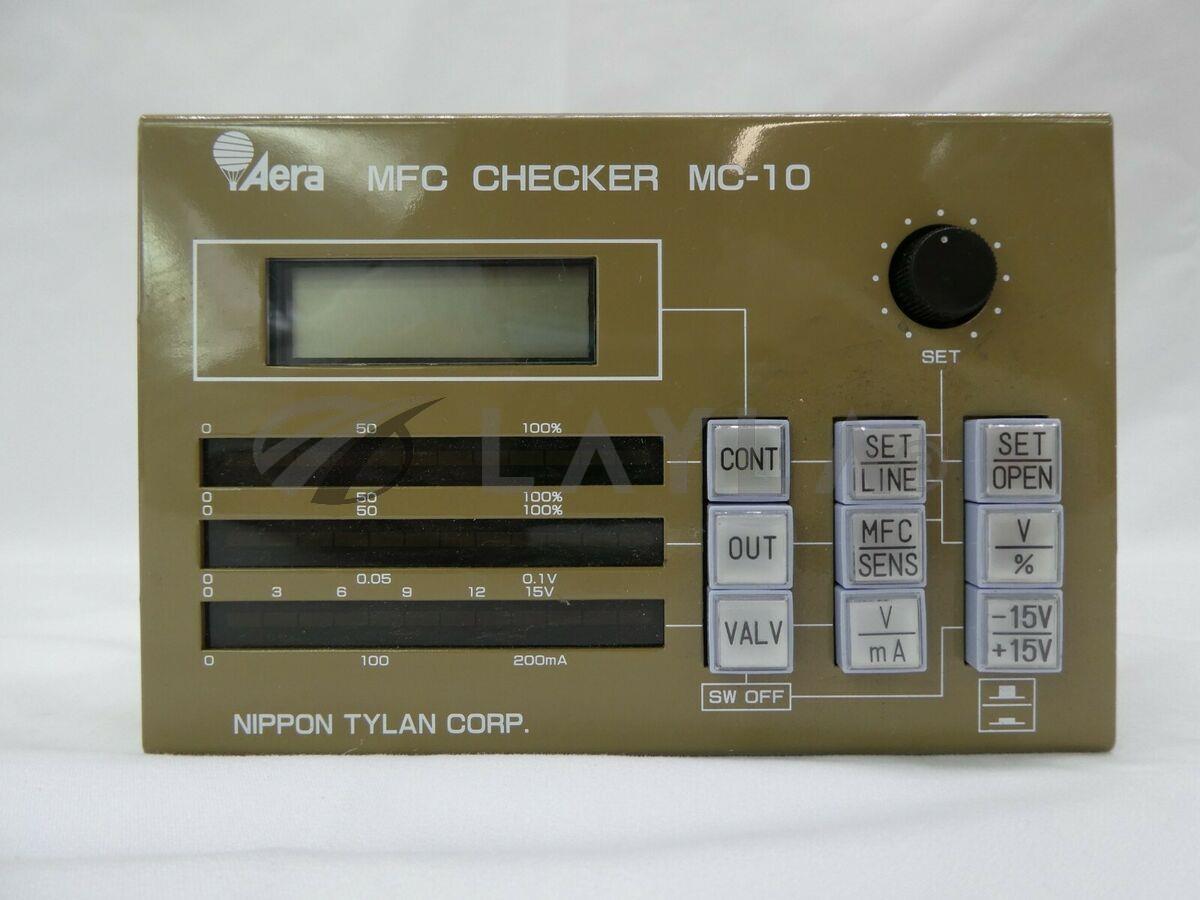 Aera MFC CHECKER MC-10
SET
0 50 100%
0 50 100%
0 50 100%
0 0.05 0.1V
0 3 6 9 12 15V
0 100 200mA
CONT
SET
LINE
SET
OPEN
OUT
MFC
SENS
V
%
VALV
V
mA
-15V
+15V
SW OFF
NIPPON TYLAN CORP.